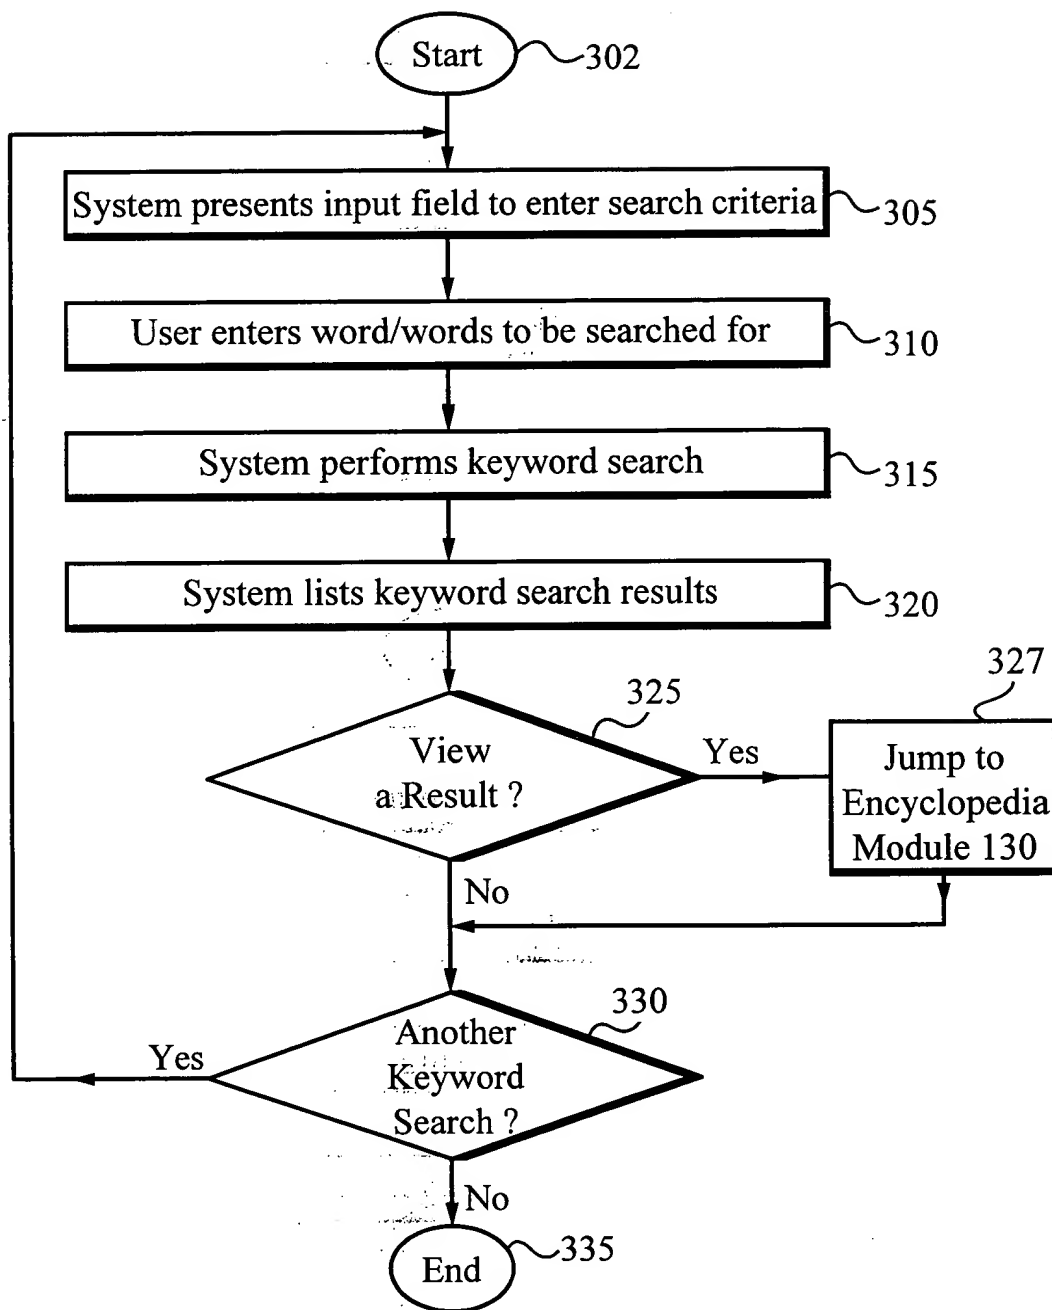 Start
302
System presents input field to enter search criteria
305
User enters word/words to be searched for
310
System performs keyword search
315
System lists keyword search results
320
327
325
View
a Result ?
Yes
Jump to
Encyclopedia
Module 130
No
330
Another
Keyword
Search ?
Yes
No
335
End